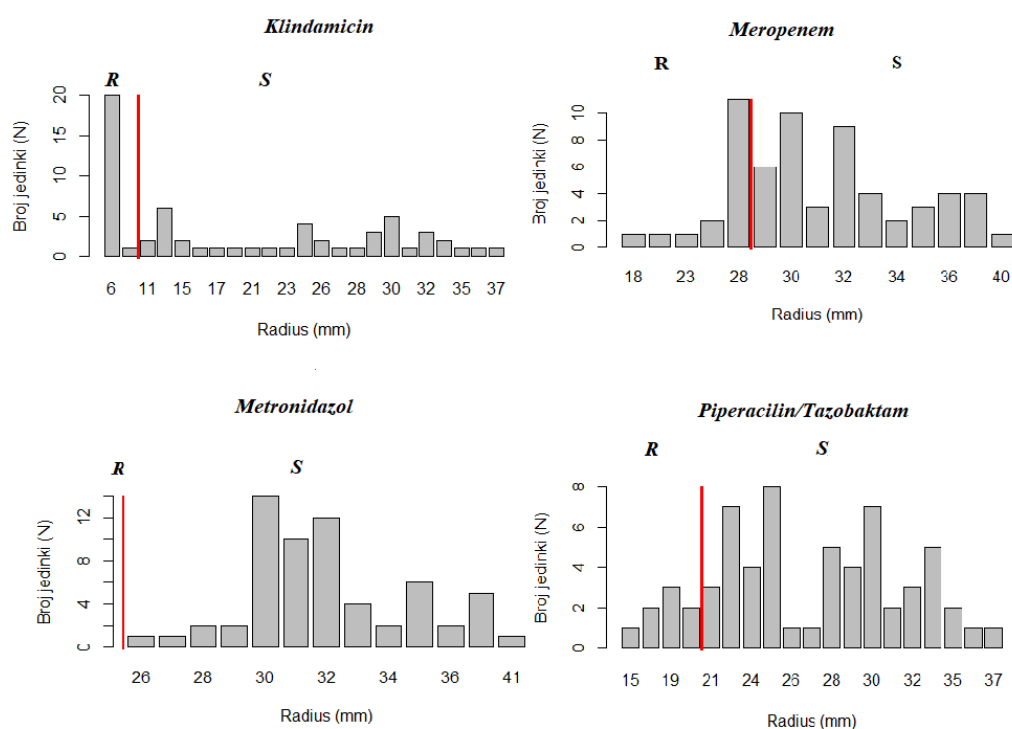 Klindamicin
R S
Broj jedinki (N)
20
15
10
5
0
6 11 15 17 21 23 26 28 30 32 35 37
Radius (mm)
Meropenem
R S
Broj jedinki (N)
10
8
6
4
2
0
18 23 28 30 32 34 36 40
Radius (mm)
Metronidazol
R S
Broj jedinki (N)
12
8
4
0
26 28 30 32 34 36 41
Radius (mm)
Piperacilin/Tazobaktam
R S
Broj jedinki (N)
8
6
4
2
0
15 19 21 24 26 28 30 32 35 37
Radius (mm)